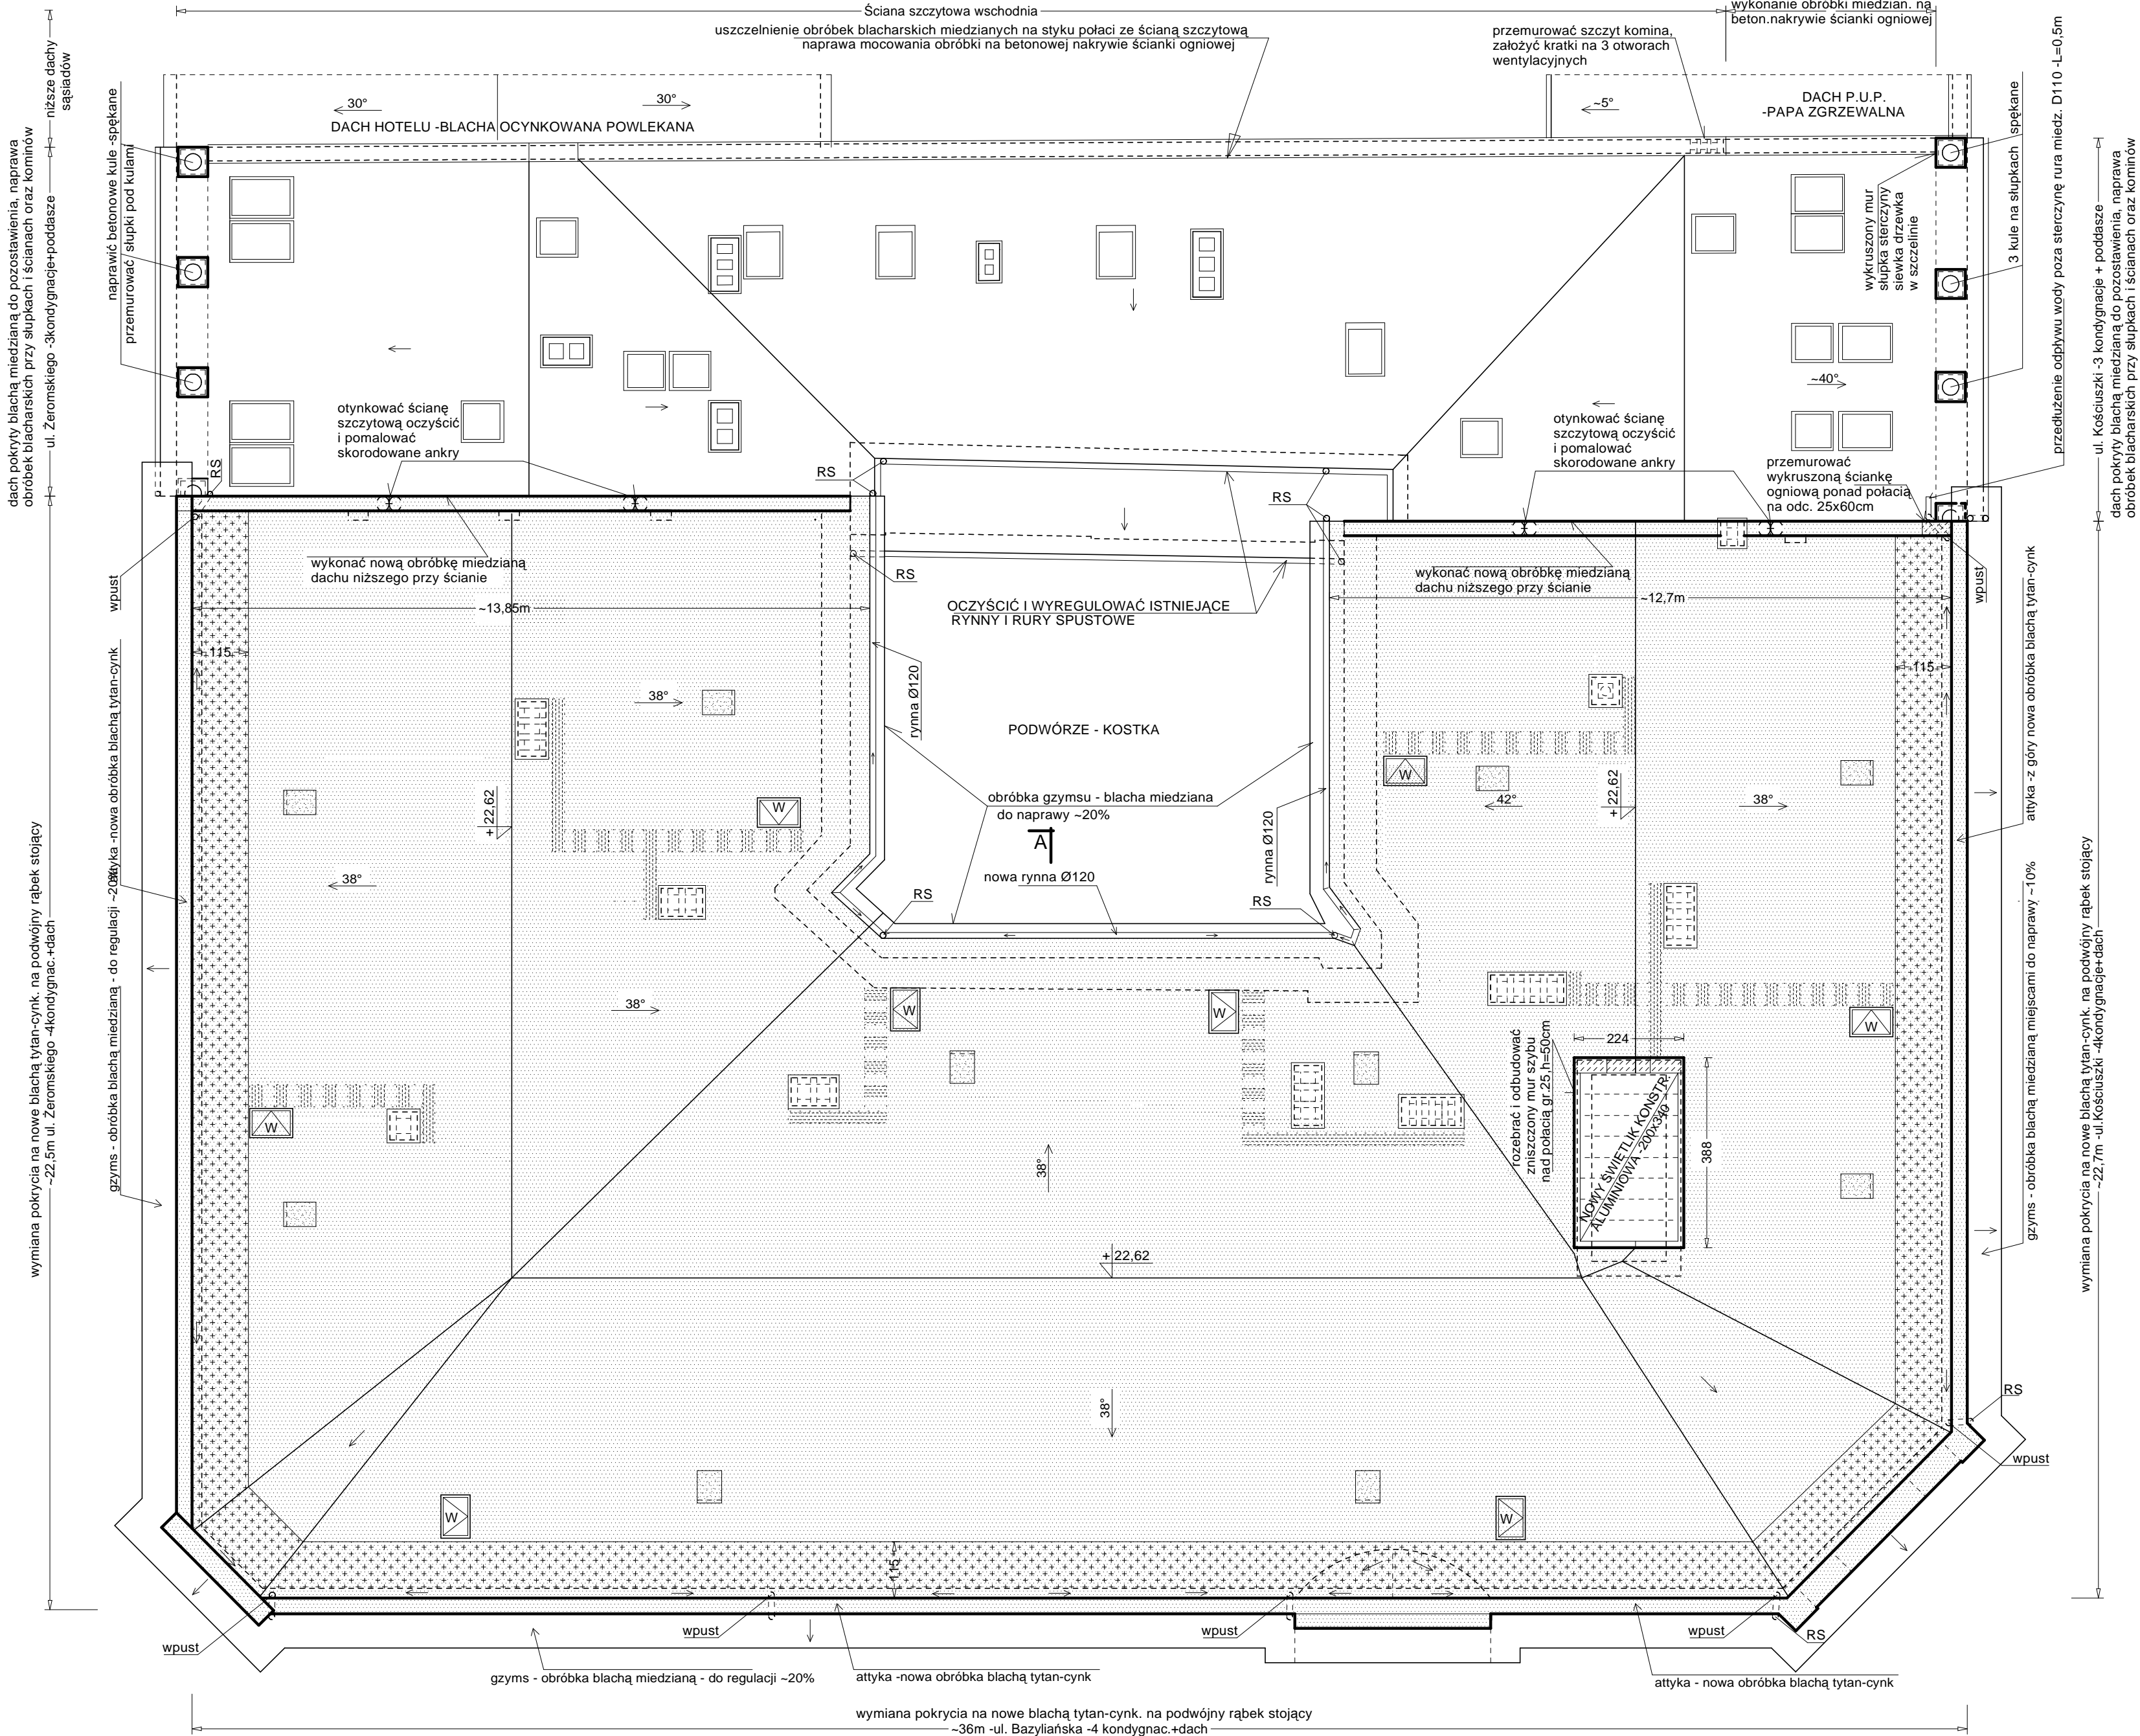 Ściana szczytowa wschodnia
wykonanie obróbki miedzian. na
beton.nakrywie ścianki ogniowej
uszczelnienie obróbek blacharskich miedzianych na styku połaci ze ścianą szczytową
naprawa mocowania obróbki na betonowej nakrywie ścianki ogniowej
przemurować szczyt komina,
założyć kratki na 3 otworach
wentylacyjnych
niższe dachy
sąsiadów
30°
30°
DACH HOTELU -BLACHA OCYNKOWANA POWLEKANA
~5°
DACH P.U.P.
-PAPA ZGRZEWALNA
dach pokryty blachą miedzianą do pozostawienia, naprawa
obróbek blacharskich przy słupkach i ścianach oraz kominów
ul. Żeromskiego -3kondygnacje+poddasze
naprawić betonowe kule -spękane
przemurować słupki pod kulami
wykruszony mur
słupka sterczyny
siewka drzewka
w szczelinie
3 kule na słupkach spękane
przedłużenie odpływu wody poza sterczynę rura miedz. D110 -L=0,5m
ul. Kościuszki -3 kondygnacje + poddasze
dach pokryty blachą miedzianą do pozostawienia, naprawa
obróbek blacharskich przy słupkach i ścianach oraz kominów
~40°
otynkować ścianę
szczytową oczyścić
i pomalować
skorodowane ankry
otynkować ścianę
szczytową oczyścić
i pomalować
skorodowane ankry
przemurować
wykruszoną ściankę
ogniową ponad połacią
na odc. 25x60cm
RS
RS
RS
RS
wykonać nową obróbkę miedzianą
dachu niższego przy ścianie
wykonać nową obróbkę miedzianą
dachu niższego przy ścianie
wpust
wpust
~13,85m
~12,7m
OCZYŚCIĆ I WYREGULOWAĆ ISTNIEJĄCE
RYNNY I RURY SPUSTOWE
115
115
38°
rynna Ø120
PODWÓRZE - KOSTKA
attyka -nowa obróbka blachą tytan-cynk
attyka -z góry nowa obróbka blachą tytan-cynk
W
W
+ 22,62
+ 22,62
42°
38°
obróbka gzymsu - blacha miedziana
do naprawy ~20%
A
rynna Ø120
nowa rynna Ø120
38°
RS
RS
gzyms - obróbka blachą miedzianą - do regulacji ~20%
wymiana pokrycia na nowe blachą tytan-cynk. na podwójny rąbek stojący
~22,5m ul. Żeromskiego -4kondygnac.+dach
gzyms - obróbka blachą miedzianą miejscami do naprawy ~10%
wymiana pokrycia na nowe blachą tytan-cynk. na podwójny rąbek stojący
~22,7m -ul.Kościuszki -4kondygnacje+dach
38°
W
W
W
224
rozebrać i odbudować
zniszczony mur szybu
nad połacią gr.25,h=50cm
NOWY ŚWIETLIK KONSTR.
ALUMINIOWA -200x340
388
W
38°
+ 22,62
38°
RS
wpust
W
W
115
wpust
wpust
wpust
wpust
RS
gzyms - obróbka blachą miedzianą - do regulacji ~20%
attyka -nowa obróbka blachą tytan-cynk
attyka - nowa obróbka blachą tytan-cynk
wymiana pokrycia na nowe blachą tytan-cynk. na podwójny rąbek stojący
~36m -ul. Bazyliańska -4 kondygnac.+dach